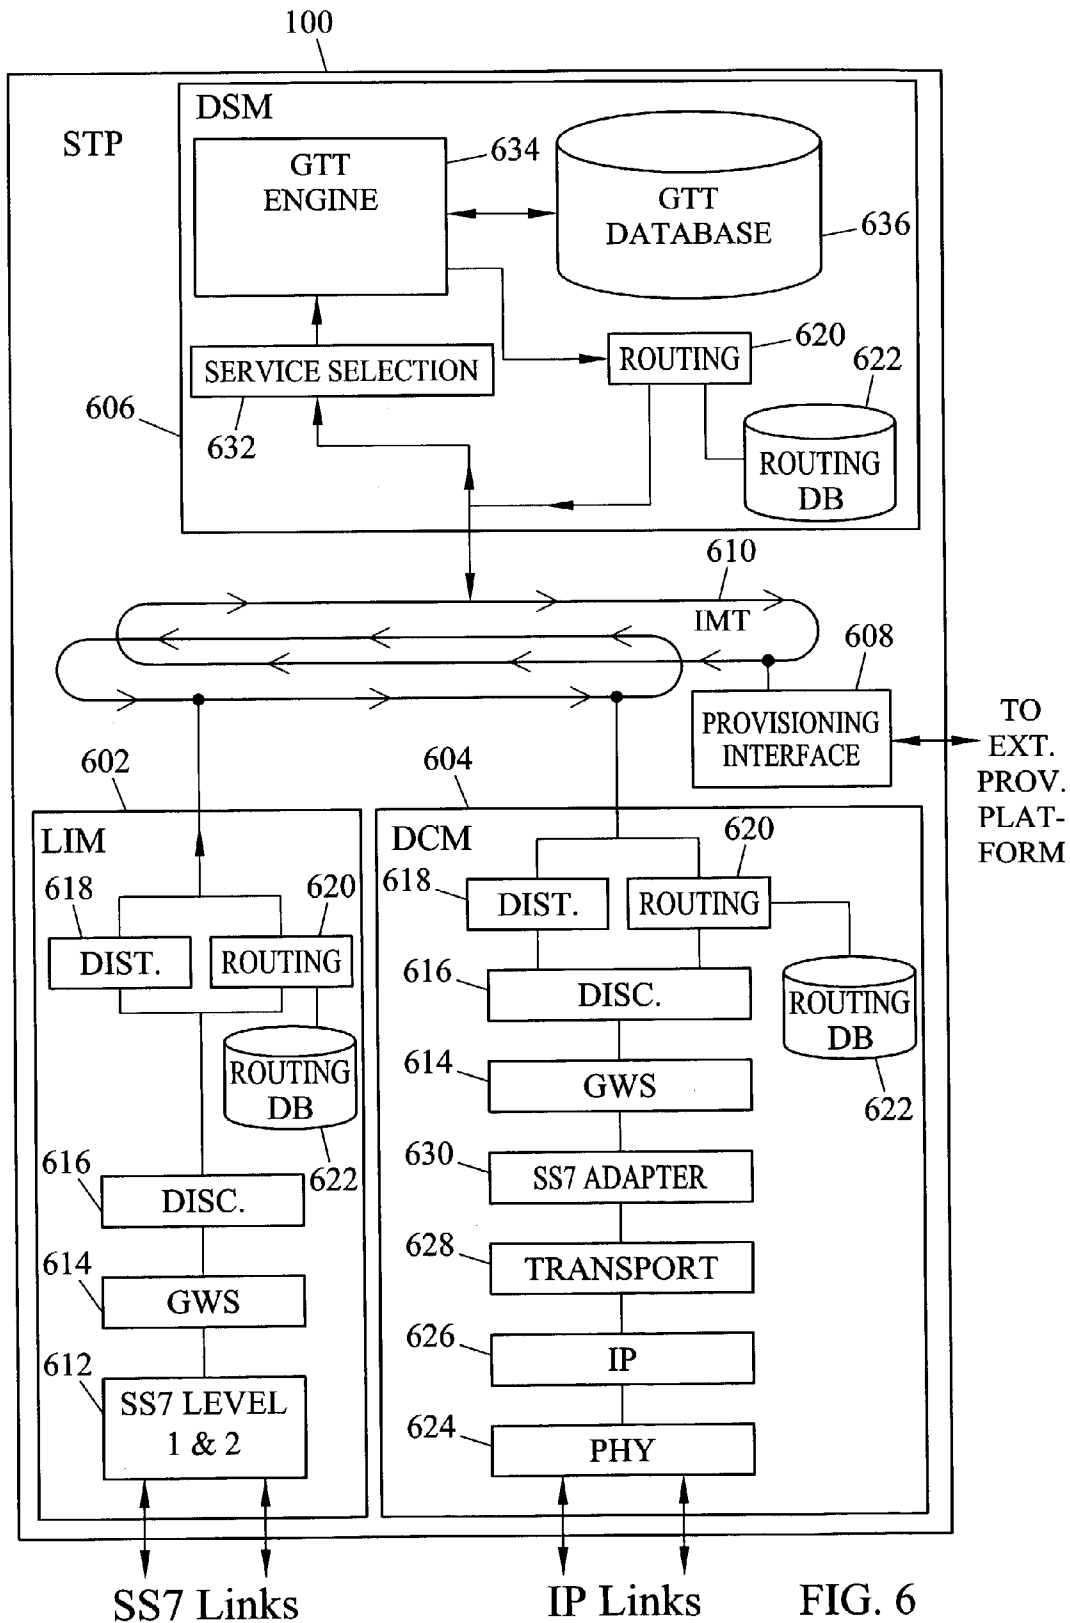 100
STP
DSM
GTT
ENGINE
634
GTT
DATABASE
636
SERVICE SELECTION
632
606
ROUTING
620
622
ROUTING
DB
610
IMT
608
PROVISIONING
INTERFACE
TO
EXT.
PROV.
PLAT-
FORM
602
LIM
618
DIST.
620
ROUTING
ROUTING
DB
622
616
DISC.
614
GWS
612
SS7 LEVEL
1 & 2
SS7 Links
604
DCM
618
DIST.
620
ROUTING
616
DISC.
ROUTING
DB
622
614
GWS
630
SS7 ADAPTER
628
TRANSPORT
626
IP
624
PHY
IP Links
FIG. 6